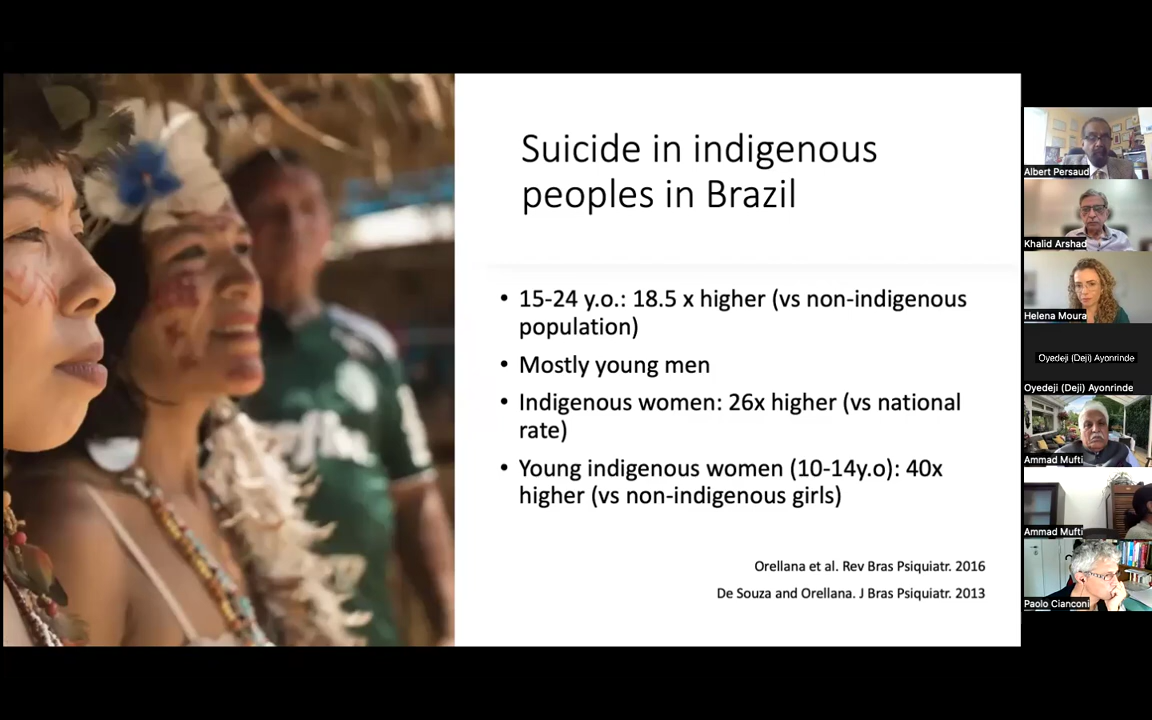 Suicide in indigenous
peoples in Brazil
• 15-24 y.o.: 18.5 x higher (vs non-indigenous
population)
• Mostly young men
• Indigenous women: 26x higher (vs national
rate)
• Young indigenous women (10-14y.o): 40x
higher (vs non-indigenous girls)
Orellana et al. Rev Bras Psiquiatr. 2016
De Souza and Orellana. J Bras Psiquiatr. 2013
Albert Persaud
Khalid Arshad
Helena Moura
Oyedeji (Deji) Ayonrinde
Oyedeji (Deji) Ayonrinde
Ammad Mufti
Ammad Mufti
Paolo Cianconi